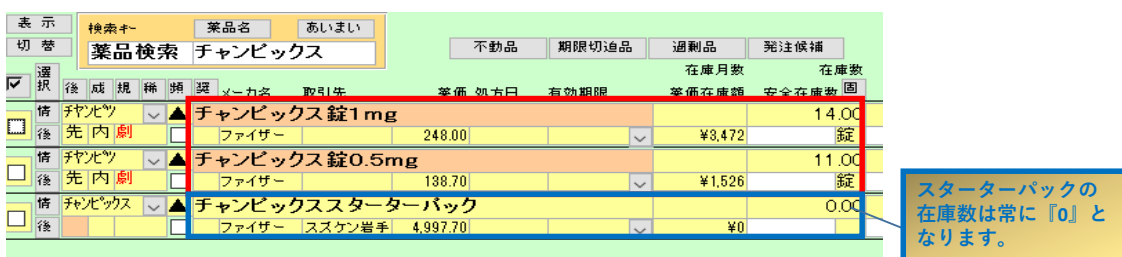 表 示
検索キー 薬品名 あいまい
切 替
薬品検索 チャンピックス
不動品 期限切迫品 過剰品 発注候補
選択
在庫月数 在庫数
後 成 規 稀 頻 奨 メーカ名 取引先 薬価 処方日 有効期限 薬価在庫額 安全在庫数 固
情 チヤンピツ ▲ チャンピックス錠1mg 14.00
後 先 内 劇 ファイザー 248.00 ¥3,472 錠
情 チヤンピツ ▲ チャンピックス錠0.5mg 11.00
後 先 内 劇 ファイザー 138.70 ¥1,526 錠
情 チャンピックス ▲ チャンピックススターターパック 0.00
後 ファイザー スズケン岩手 4,997.70 ¥0
スターターパックの
在庫数は常に『0』と
なります。